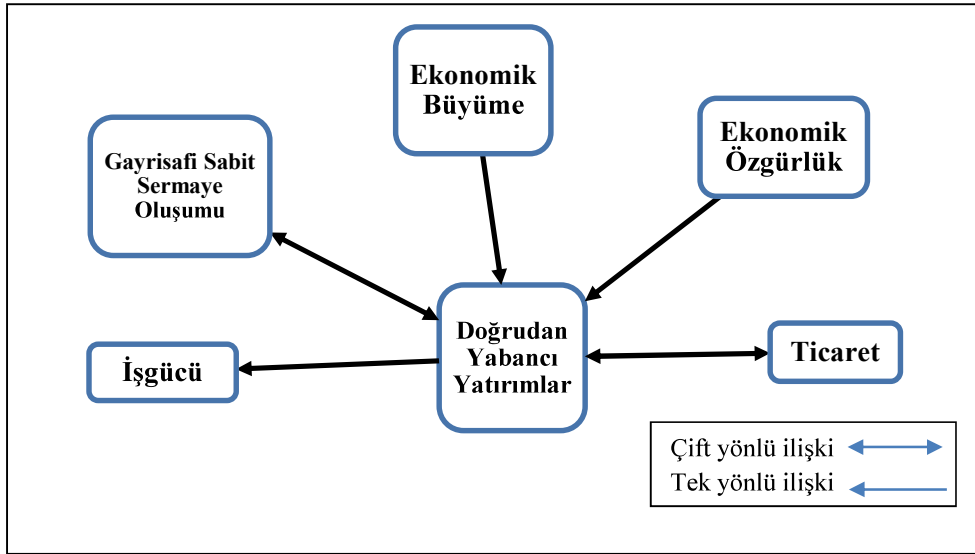 Ekonomik
Büyüme
Ekonomik
Özgürlük
Gayrisafi Sabit
Sermaye
Oluşumu
Doğrudan
Yabancı
Yatırımlar
İşgücü
Ticaret
Çift yönlü ilişki
Tek yönlü ilişki